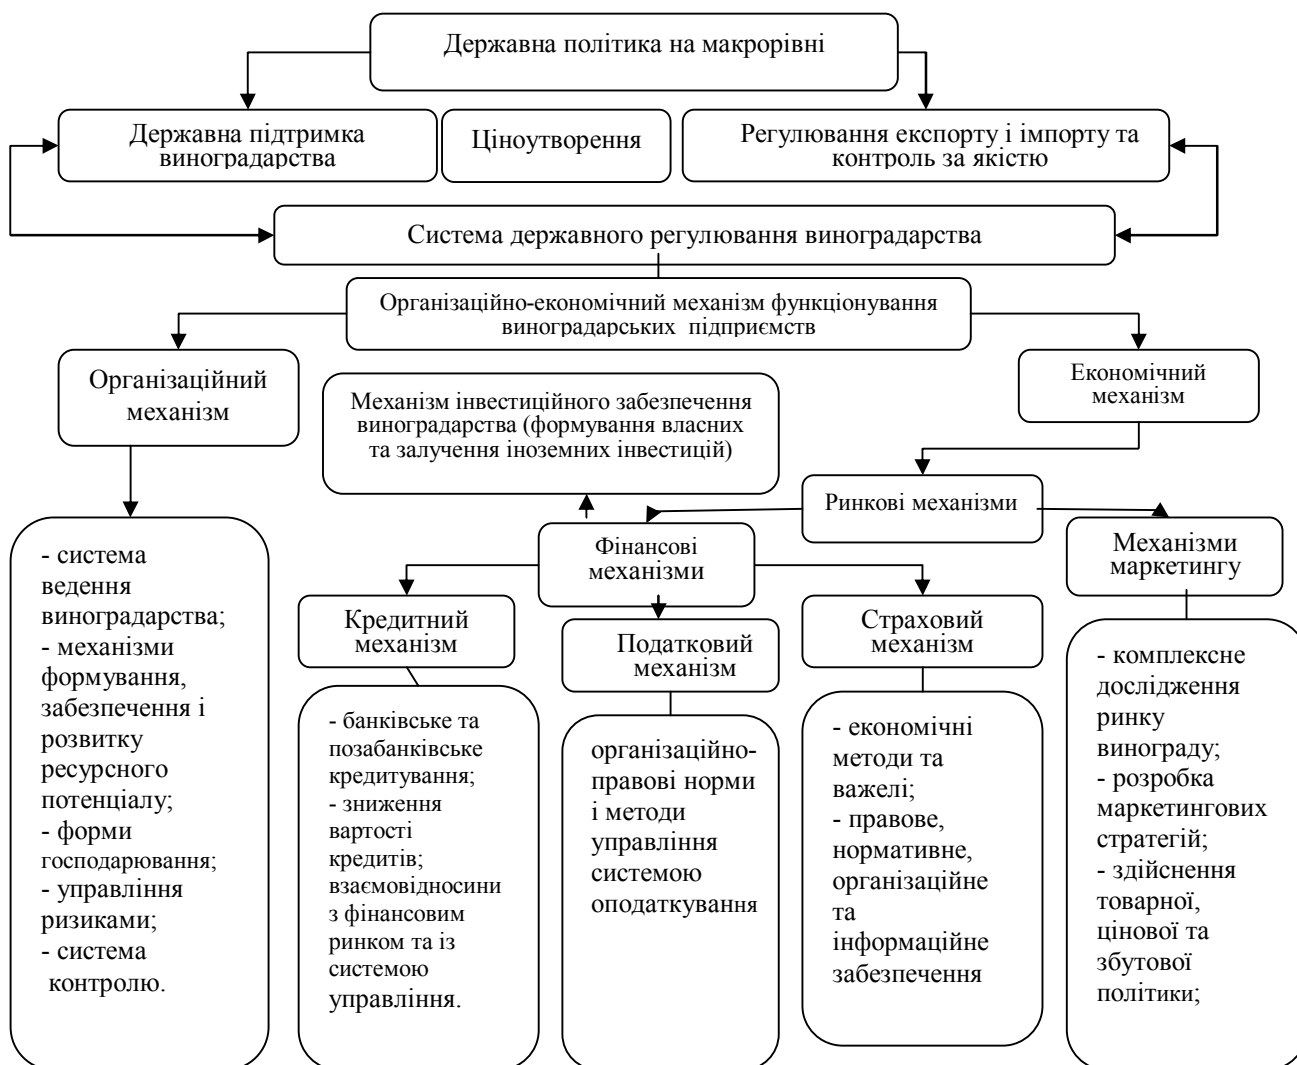 Державна політика на макрорівні
Державна підтримка
виноградарства
Ціноутворення
Регулювання експорту і імпорту та
контроль за якістю
Система державного регулювання виноградарства
Організаційно-економічний механізм функціонування
виноградарських підприємств
Організаційний
механізм
Механізм інвестиційного забезпечення
виноградарства (формування власних
та залучення іноземних інвестицій)
Економічний
механізм
Ринкові механізми
Фінансові
механізми
Механізми
маркетингу
Кредитний
механізм
Податковий
механізм
Страховий
механізм
- система
ведення
виноградарства;
- механізми
формування,
забезпечення і
розвитку
ресурсного
потенціалу;
- форми
господарювання;
- управління
ризиками;
- система
контролю.
- банківське та
позабанківське
кредитування;
- зниження
вартості
кредитів;
взаємовідносини
з фінансовим
ринком та із
системою
управління.
організаційно-
правові норми
і методи
управління
системою
оподаткування
- економічні
методи та
важелі;
- правове,
нормативне,
організаційне
та
інформаційне
забезпечення
- комплексне
дослідження
ринку
винограду;
- розробка
маркетингових
стратегій;
- здійснення
товарної,
цінової та
збутової
політики;